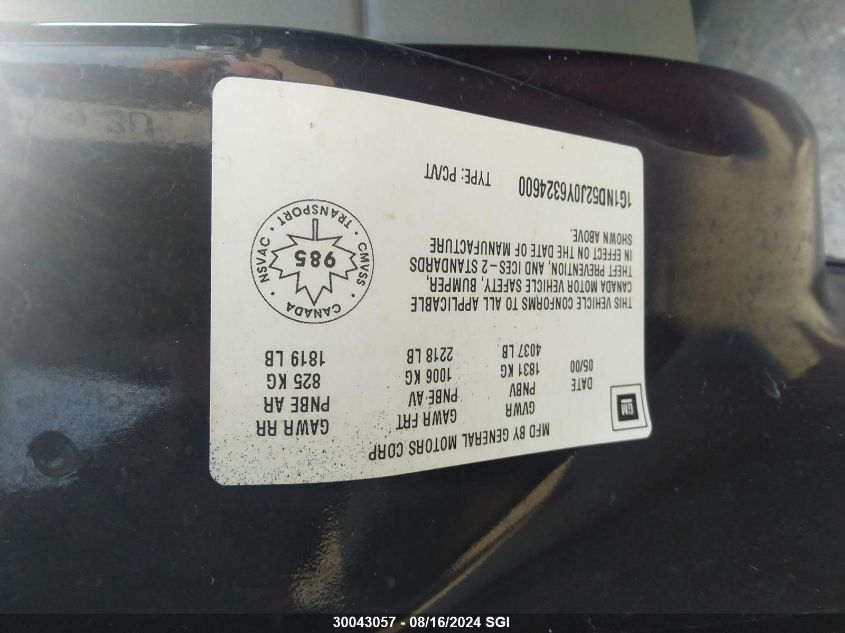 MFD BY GENERAL MOTORS CORP
GM
DATE GVWR GAWR FRT GAWR RR
PNBV PNBE AV PNBE AR
05/00 1831 KG 1006 KG 825 KG
4037 LB 2218 LB 1819 LB
THIS VEHICLE CONFORMS TO ALL APPLICABLE
CANADA MOTOR VEHICLE SAFETY, BUMPER,
THEFT PREVENTION, AND ICES-2 STANDARDS
IN EFFECT ON THE DATE OF MANUFACTURE
SHOWN ABOVE.
CANADA
NSVAC · TRANSPORT · CMVSS
985
1G1ND52J0Y6324600 TYPE: PC/VT
30043057 - 08/16/2024 SGI